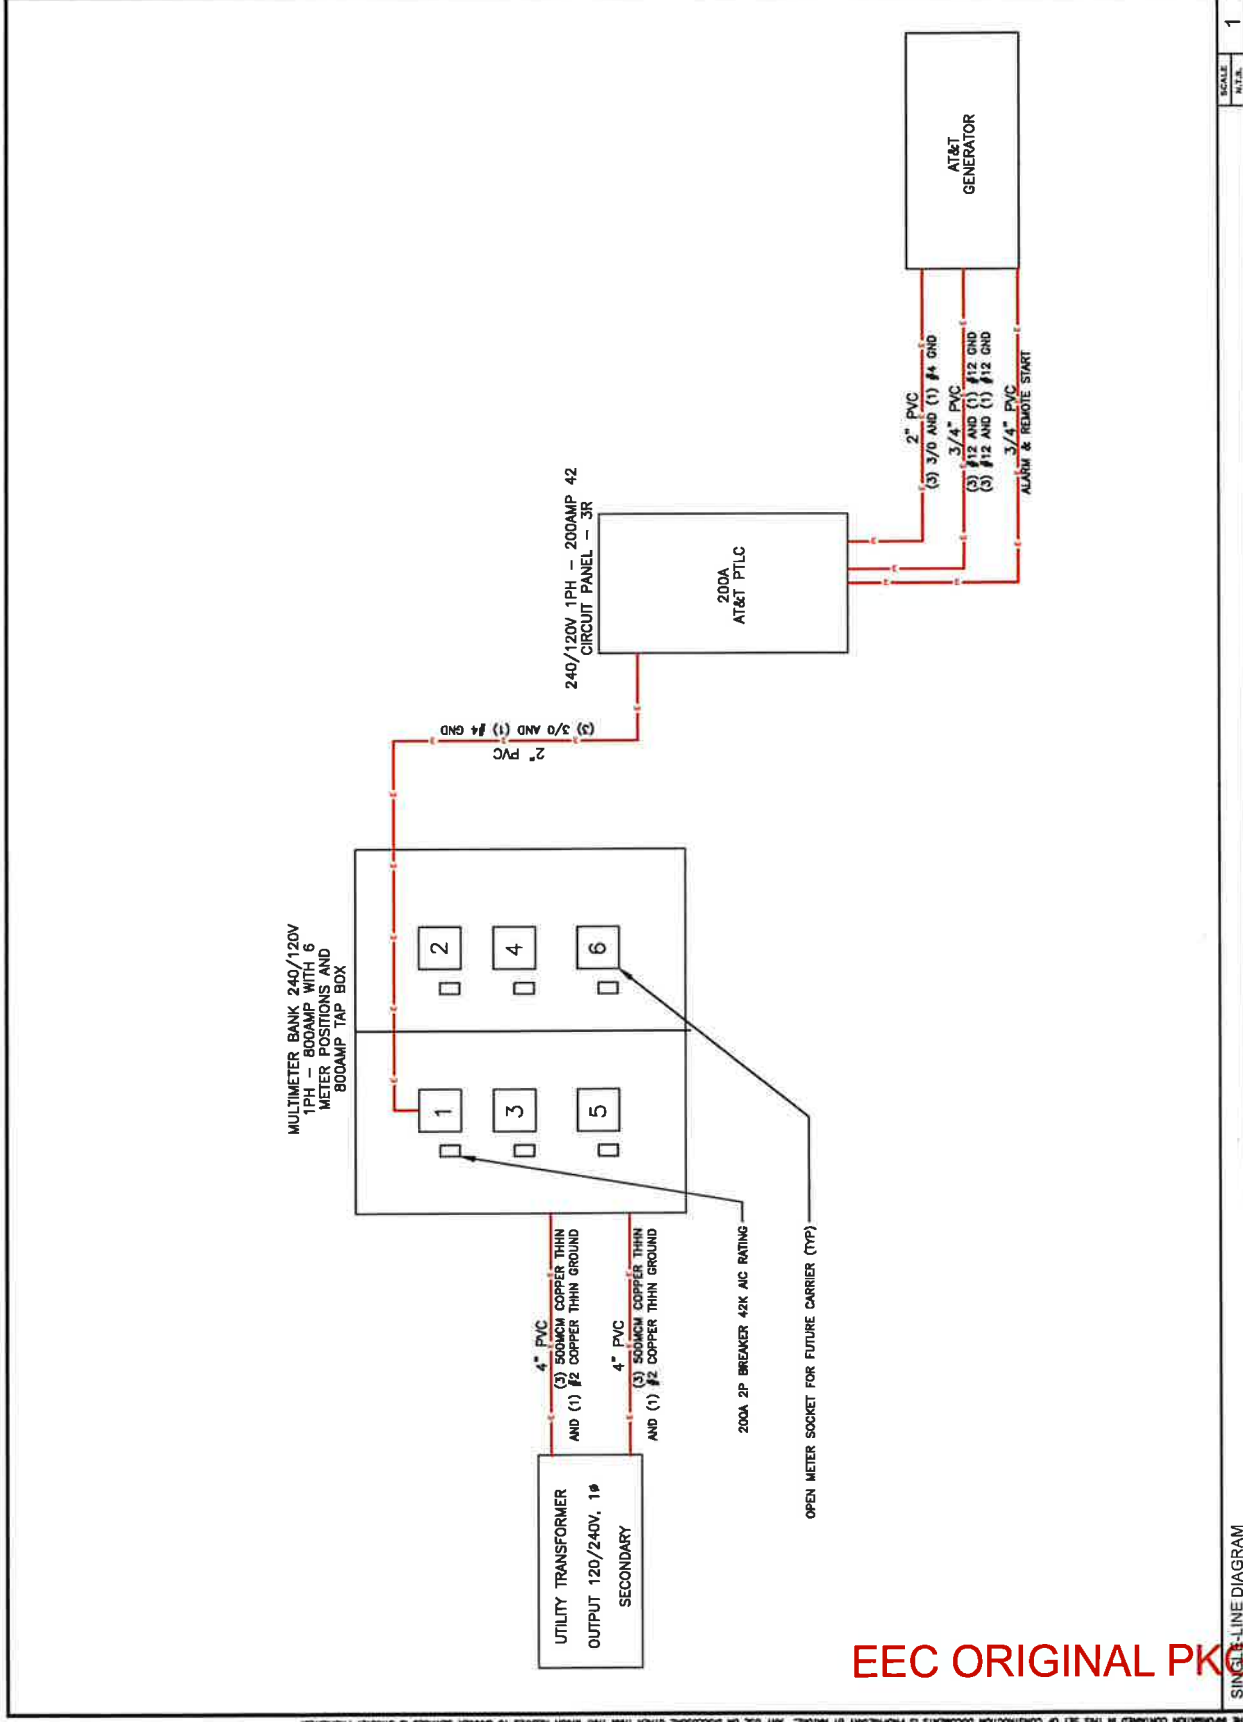 MULTIMETER BANK 240/120V
1PH - 800AMP WITH 6
METER POSITIONS AND
800AMP TAP BOX
1
2
3
4
5
6
UTILITY TRANSFORMER
OUTPUT 120/240V, 1ø
SECONDARY
4" PVC
(3) 500MCM COPPER THHN
AND (1) #2 COPPER THHN GROUND
4" PVC
(3) 500MCM COPPER THHN
AND (1) #2 COPPER THHN GROUND
200A 2P BREAKER 42K AIC RATING
OPEN METER SOCKET FOR FUTURE CARRIER (TYP)
(3) 3/0 AND (1) #4 GND
2" PVC
240/120V 1PH - 200AMP 42
CIRCUIT PANEL - 3R
200A
AT&T PTLC
2" PVC
(3) 3/0 AND (1) #4 GND
3/4" PVC
(3) #12 AND (1) #12 GND
(3) #12 AND (1) #12 GND
3/4" PVC
ALARM & REMOTE START
AT&T
GENERATOR
SINGLE-LINE DIAGRAM
SCALE
N.T.S.
1
EEC ORIGINAL PKG